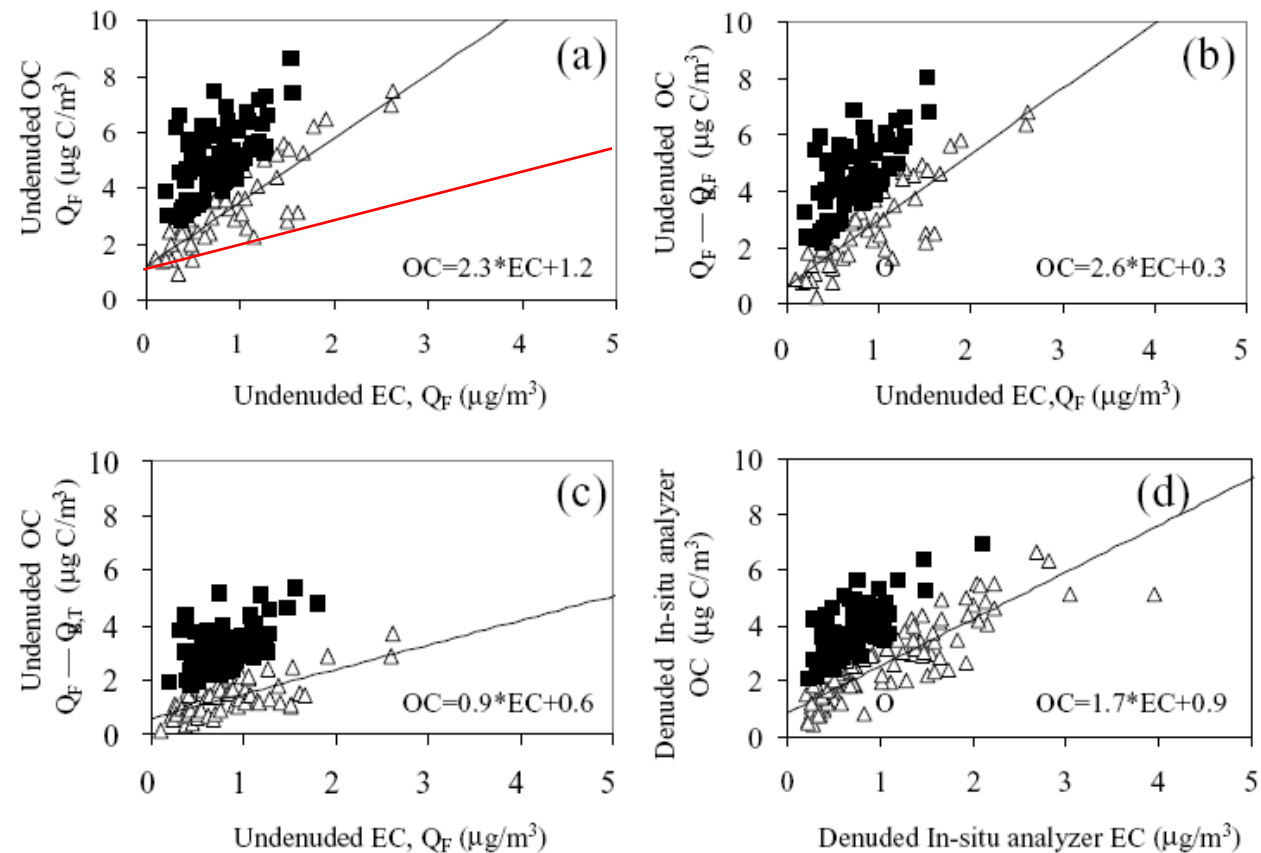 10
8
6
4
2
0
Undenuded OC
Q_F (μg C/m³)
(a)
OC=2.3*EC+1.2
0 1 2 3 4 5
Undenuded EC, Q_F (μg/m³)
10
8
6
4
2
0
Undenuded OC
Q_F — Q_B,F (μg C/m³)
(b)
O
OC=2.6*EC+0.3
0 1 2 3 4 5
Undenuded EC,Q_F (μg/m³)
10
8
6
4
2
0
Undenuded OC
Q_F — Q_B,T (μg C/m³)
(c)
OC=0.9*EC+0.6
0 1 2 3 4 5
Undenuded EC, Q_F (μg/m³)
10
8
6
4
2
0
Denuded In-situ analyzer
OC (μg C/m³)
(d)
O
OC=1.7*EC+0.9
0 1 2 3 4 5
Denuded In-situ analyzer EC (μg/m³)